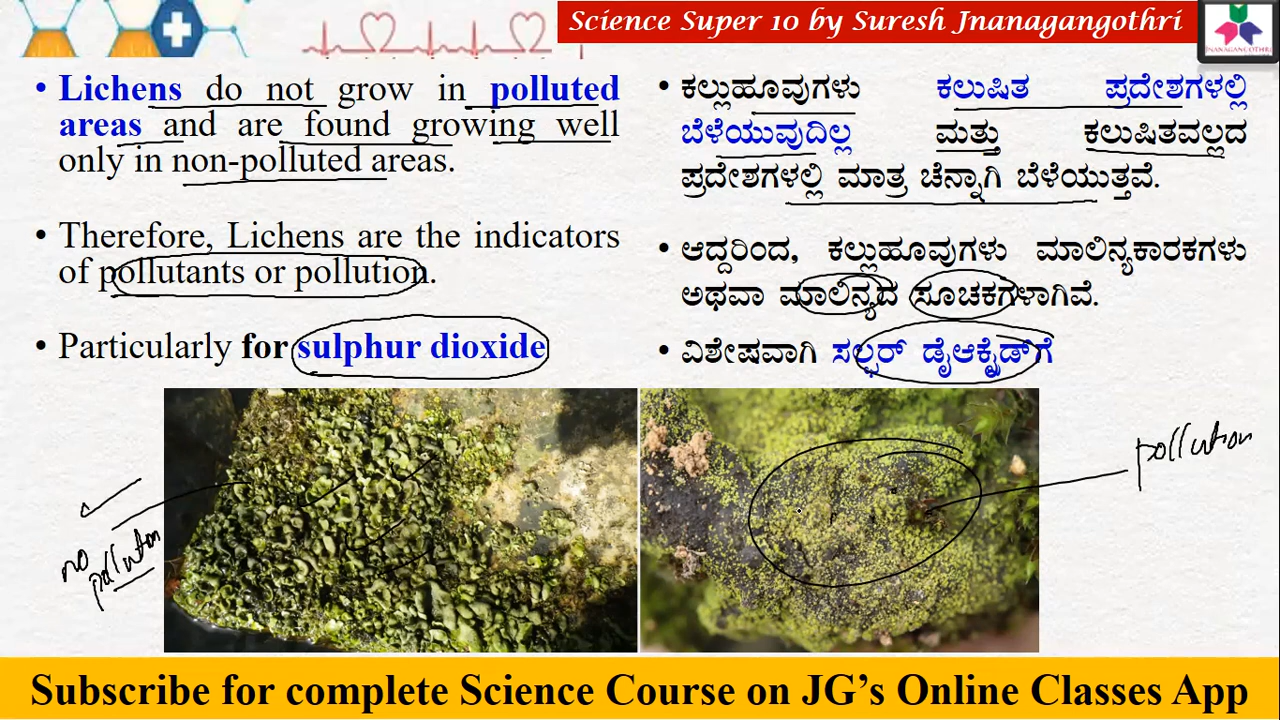 Science Super 10 by Suresh Jnanagangothri
JNANAGANGOTHRI
• Lichens do not grow in polluted
areas and are found growing well
only in non-polluted areas.
• Therefore, Lichens are the indicators
of pollutants or pollution.
• Particularly for sulphur dioxide
• ಕಲ್ಲುಹೂವುಗಳು ಕಲುಷಿತ ಪ್ರದೇಶಗಳಲ್ಲಿ
ಬೆಳೆಯುವುದಿಲ್ಲ ಮತ್ತು ಕಲುಷಿತವಲ್ಲದ
ಪ್ರದೇಶಗಳಲ್ಲಿ ಮಾತ್ರ ಚೆನ್ನಾಗಿ ಬೆಳೆಯುತ್ತವೆ.
• ಆದ್ದರಿಂದ, ಕಲ್ಲುಹೂವುಗಳು ಮಾಲಿನ್ಯಕಾರಕಗಳು
ಅಥವಾ ಮಾಲಿನ್ಯದ ಸೂಚಕಗಳಾಗಿವೆ.
• ವಿಶೇಷವಾಗಿ ಸಲ್ಫರ್ ಡೈಆಕ್ಸೈಡ್‌ಗೆ
no
pollution
pollution
Subscribe for complete Science Course on JG’s Online Classes App